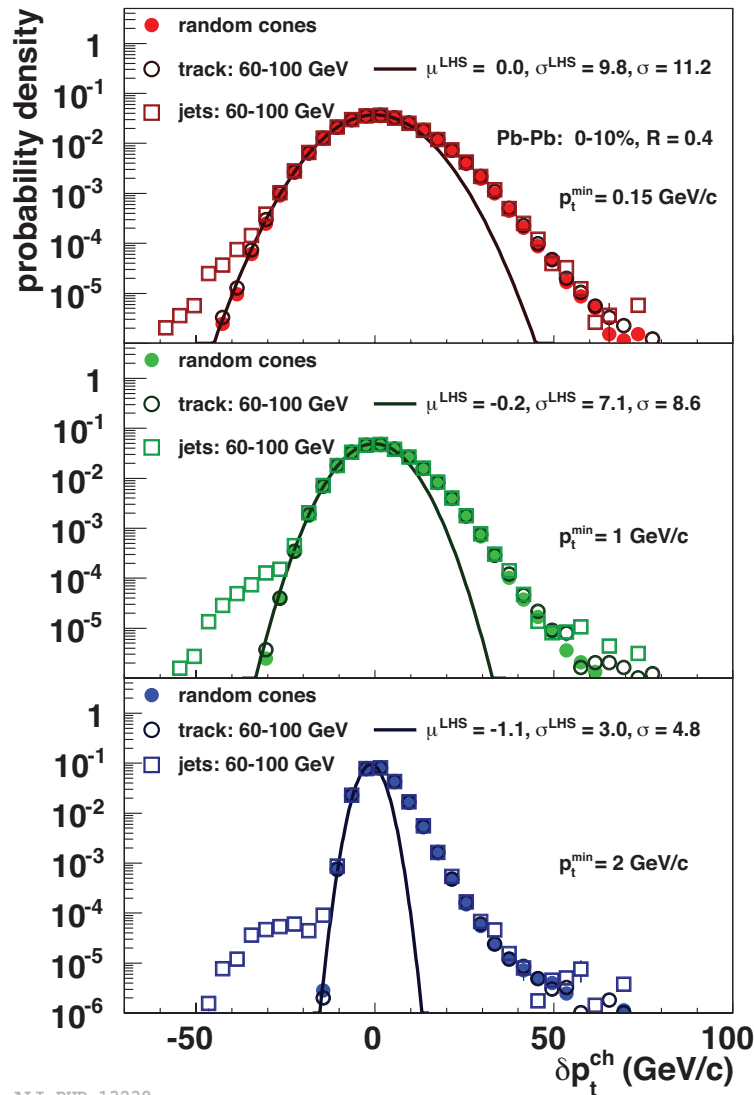 probability density
1
10⁻¹
10⁻²
10⁻³
10⁻⁴
10⁻⁵
random cones
track: 60-100 GeV
jets: 60-100 GeV
μ^LHS = 0.0, σ^LHS = 9.8, σ = 11.2
Pb-Pb: 0-10%, R = 0.4
p_t^min = 0.15 GeV/c
1
10⁻¹
10⁻²
10⁻³
10⁻⁴
10⁻⁵
random cones
track: 60-100 GeV
jets: 60-100 GeV
μ^LHS = -0.2, σ^LHS = 7.1, σ = 8.6
p_t^min = 1 GeV/c
1
10⁻¹
10⁻²
10⁻³
10⁻⁴
10⁻⁵
10⁻⁶
random cones
track: 60-100 GeV
jets: 60-100 GeV
μ^LHS = -1.1, σ^LHS = 3.0, σ = 4.8
p_t^min = 2 GeV/c
-50 0 50 100
δp_t^ch (GeV/c)